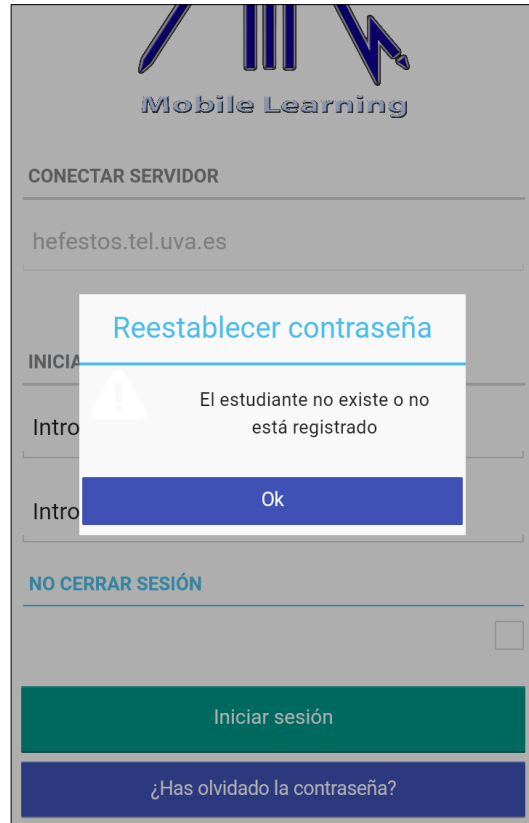 Mobile Learning
CONECTAR SERVIDOR
hefestos.tel.uva.es
Reestablecer contraseña
INICIA
El estudiante no existe o no
está registrado
Intro
Ok
Intro
NO CERRAR SESIÓN
Iniciar sesión
¿Has olvidado la contraseña?